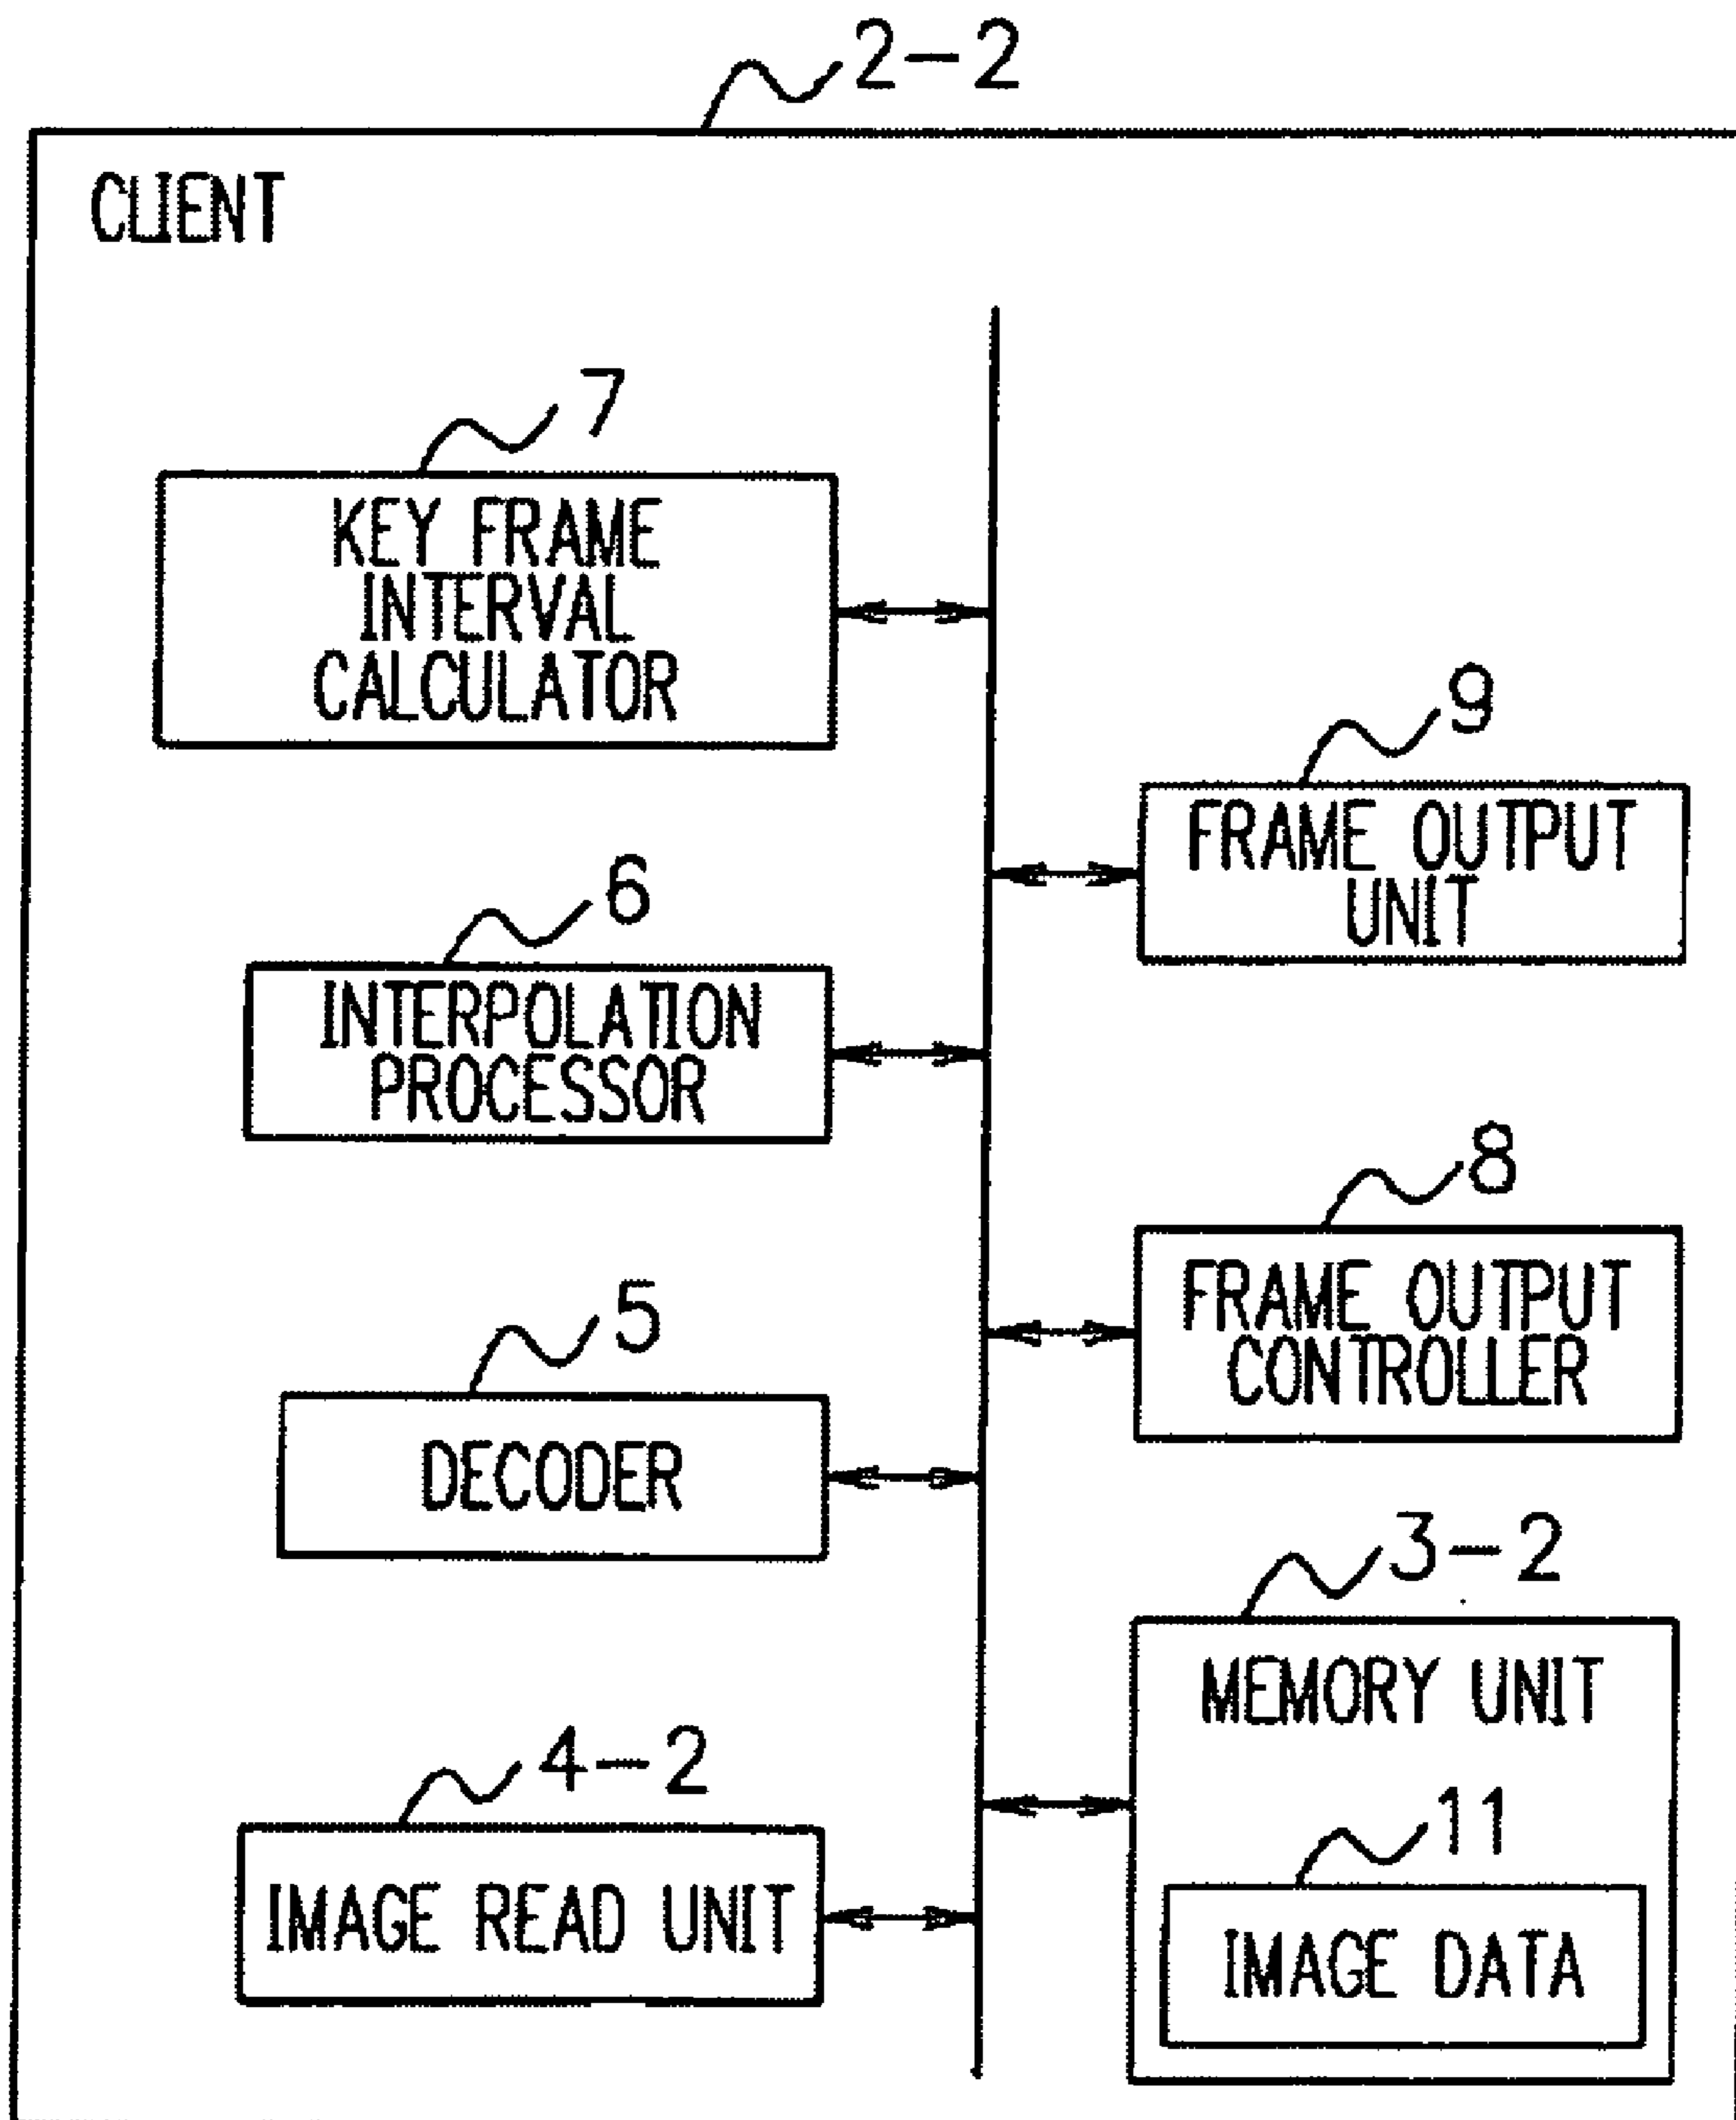 2-2
CLIENT
7
KEY FRAME
INTERVAL
CALCULATOR
9
FRAME OUTPUT
UNIT
6
INTERPOLATION
PROCESSOR
8
FRAME OUTPUT
CONTROLLER
5
DECODER
3-2
MEMORY UNIT
4-2
IMAGE READ UNIT
11
IMAGE DATA